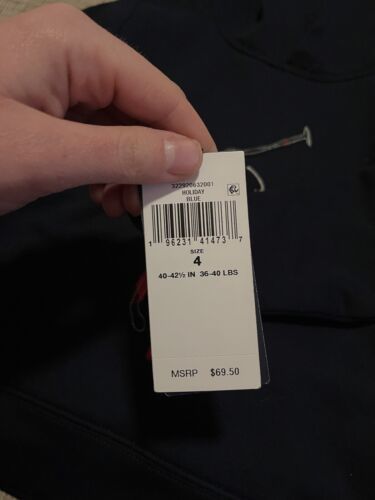 322920632001
HOLIDAY
BLUE
1 96231 41473 7
SIZE
4
40-42½ IN 36-40 LBS
MSRP $69.50